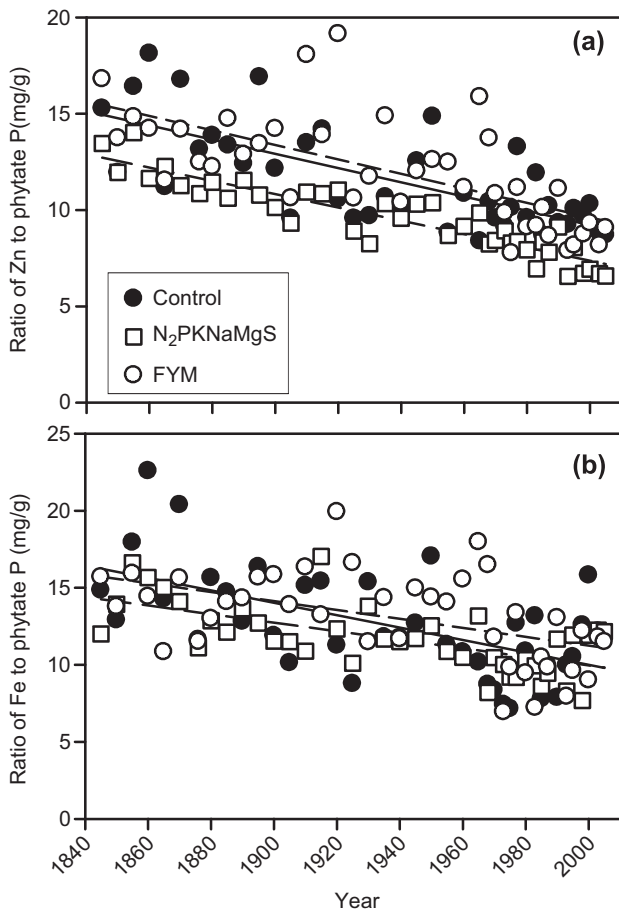 20
(a)
15
10
5
0
Ratio of Zn to phytate P(mg/g)
Control
N₂PKNaMgS
FYM
25
(b)
20
15
10
5
0
Ratio of Fe to phytate P (mg/g)
1840 1860 1880 1900 1920 1940 1960 1980 2000
Year